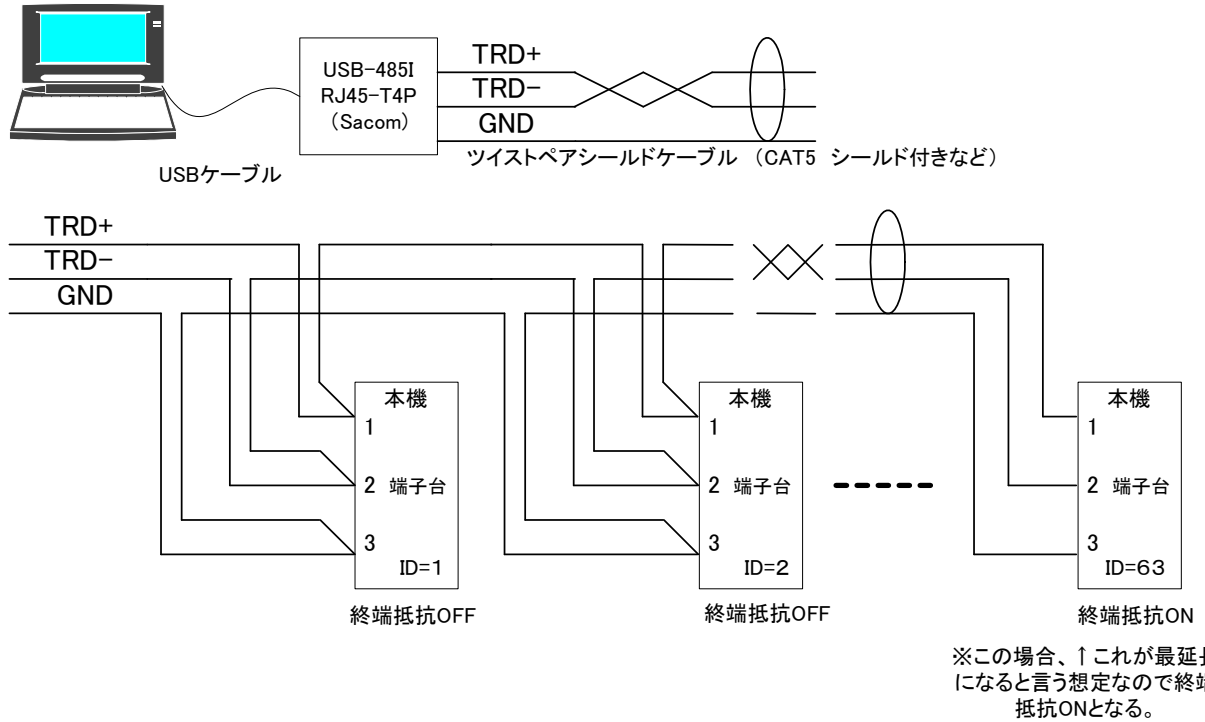 USB-485I
RJ45-T4P
(Sacom)
TRD+
TRD-
GND
USBケーブル
ツイストペアシールドケーブル (CAT5 シールド付きなど)
TRD+
TRD-
GND
本機
1
2 端子台
3
ID=1
終端抵抗OFF
本機
1
2 端子台
3
ID=2
終端抵抗OFF
本機
1
2 端子台
3
ID=63
終端抵抗ON
※この場合、↑これが最延長
になると言う想定なので終端
抵抗ONとなる。